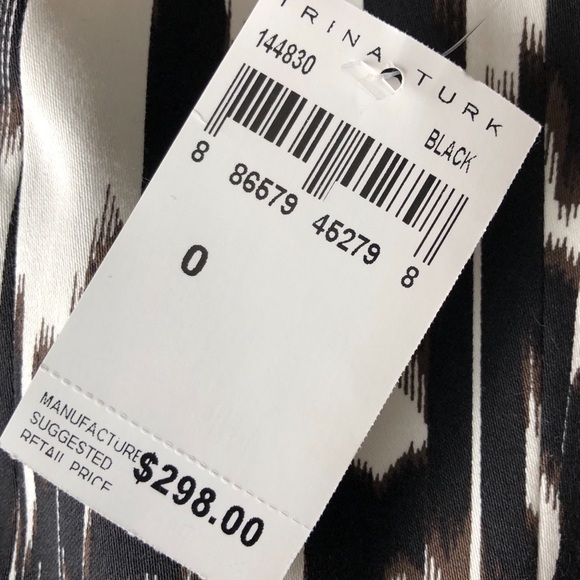 TRINA TURK
144830
BLACK
8 86579 45279 8
0
MANUFACTURE
SUGGESTED
RETAIL PRICE
$298.00